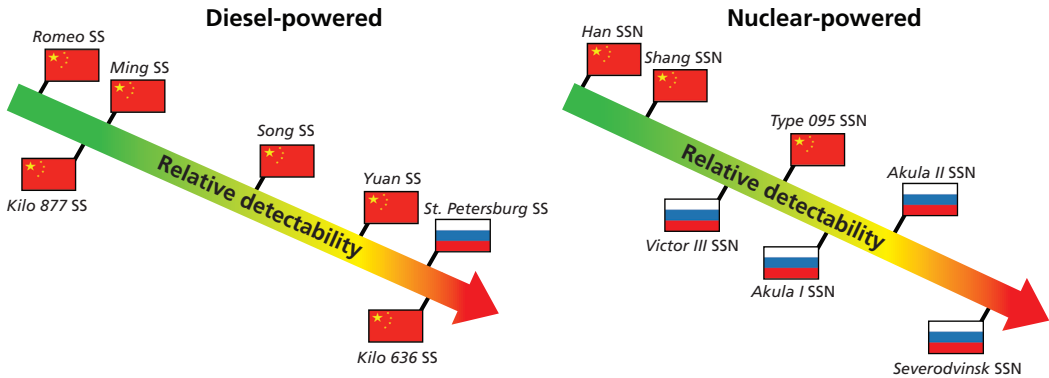 Diesel-powered
Romeo SS
Ming SS
Kilo 877 SS
Song SS
Relative detectability
Yuan SS
St. Petersburg SS
Kilo 636 SS
Nuclear-powered
Han SSN
Shang SSN
Type 095 SSN
Relative detectability
Akula II SSN
Victor III SSN
Akula I SSN
Severodvinsk SSN